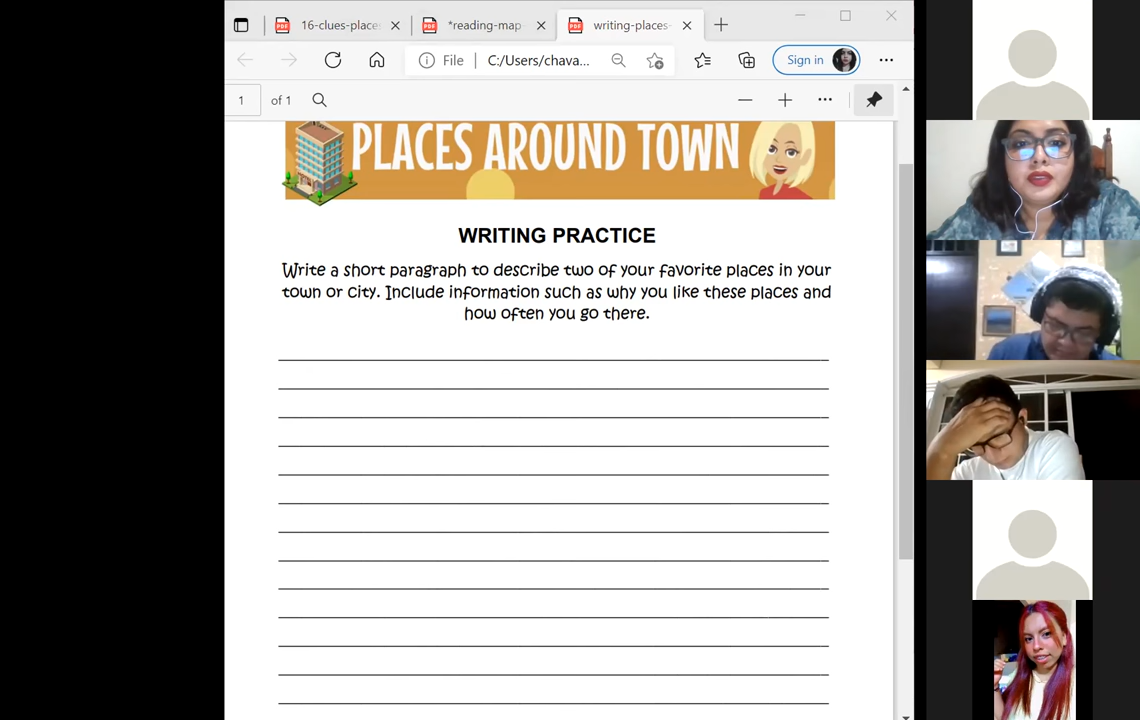 16-clues-place
*reading-map
writing-places-
File
C:/Users/chava...
Sign in
1
of 1
PLACES AROUND TOWN
WRITING PRACTICE
Write a short paragraph to describe two of your favorite places in your
town or city. Include information such as why you like these places and
how often you go there.